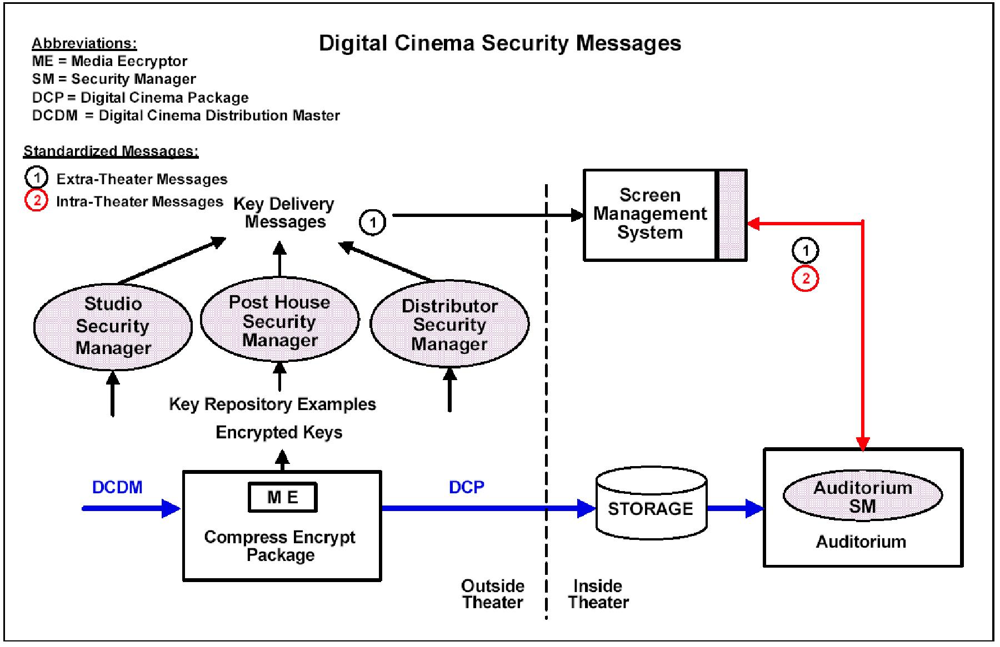 Digital Cinema Security Messages
Abbreviations:
ME = Media Eecryptor
SM = Security Manager
DCP = Digital Cinema Package
DCDM = Digital Cinema Distribution Master
Standardized Messages:
1 Extra-Theater Messages
2 Intra-Theater Messages
Key Delivery
Messages
1
Screen
Management
System
1
2
Studio
Security
Manager
Post House
Security
Manager
Distributor
Security
Manager
Key Repository Examples
Encrypted Keys
DCDM
M E
Compress Encrypt
Package
DCP
STORAGE
Auditorium
SM
Auditorium
Outside
Theater
Inside
Theater